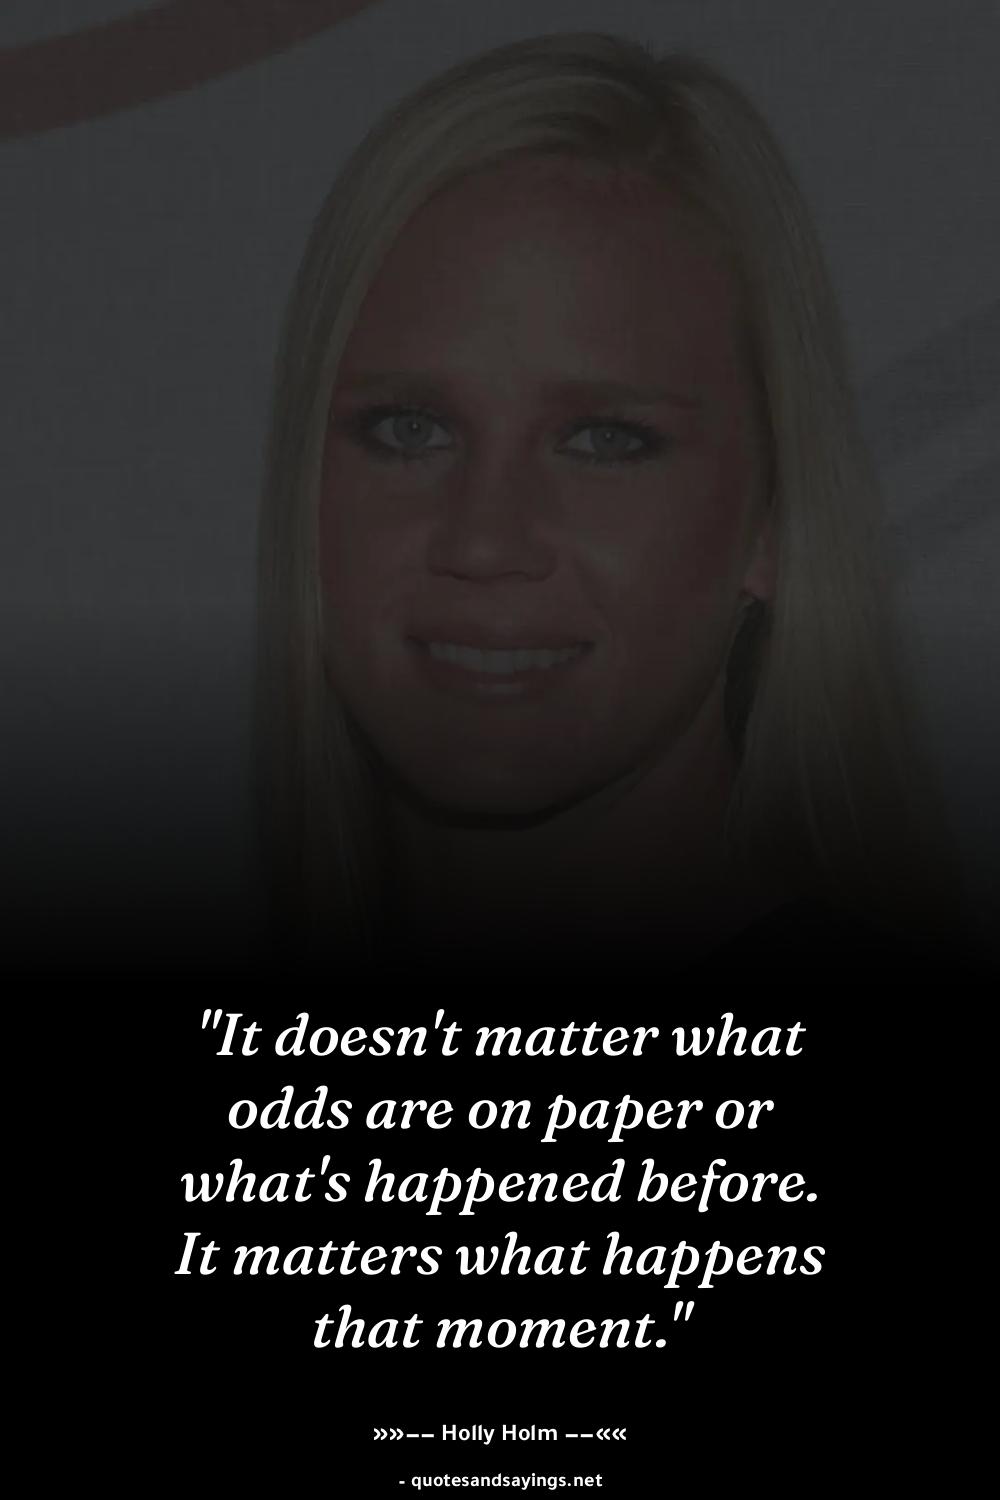 "It doesn't matter what
odds are on paper or
what's happened before.
It matters what happens
that moment."
»»–– Holly Holm ––««
- quotesandsayings.net